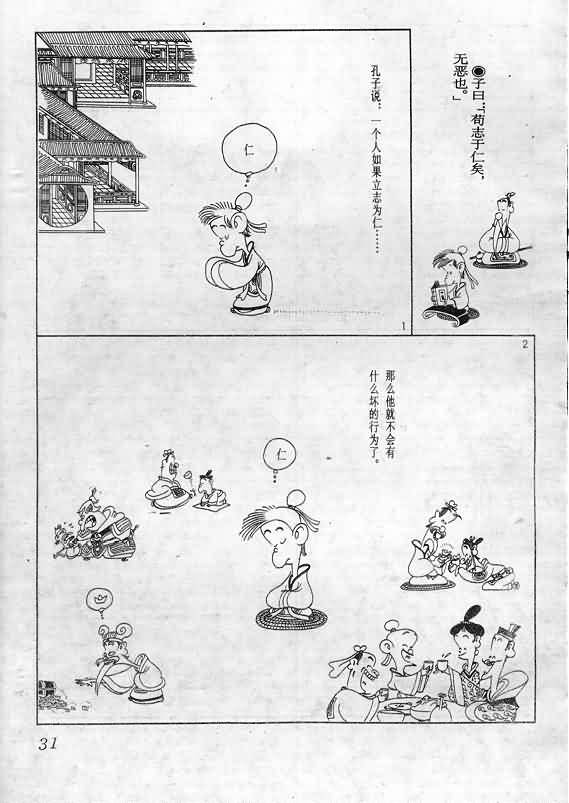 ●子曰：「苟志于仁矣，
无恶也。」
孔子说：一个人如果立志为仁……
仁
1
2
那么他就不会有
什么坏的行为了。
仁
31